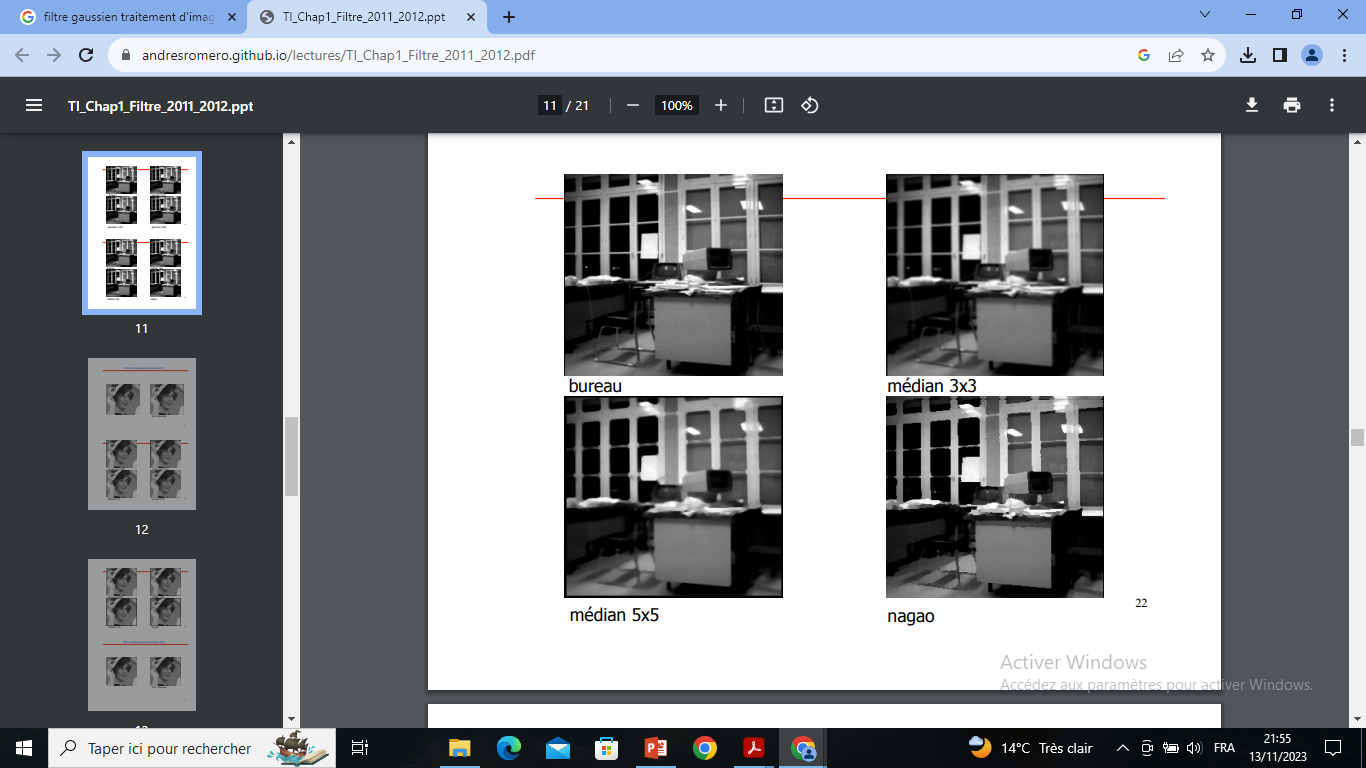 filtre gaussien traitement d'imag
TI_Chap1_Filtre_2011_2012.ppt
andresromero.github.io/lectures/TI_Chap1_Filtre_2011_2012.pdf
TI_Chap1_Filtre_2011_2012.ppt
11 / 21
100%
11
12
bureau
médian 3x3
médian 5x5
nagao
22
Activer Windows
Accédez aux paramètres pour activer Windows.
Taper ici pour rechercher
14°C Très clair
FRA
21:55
13/11/2023